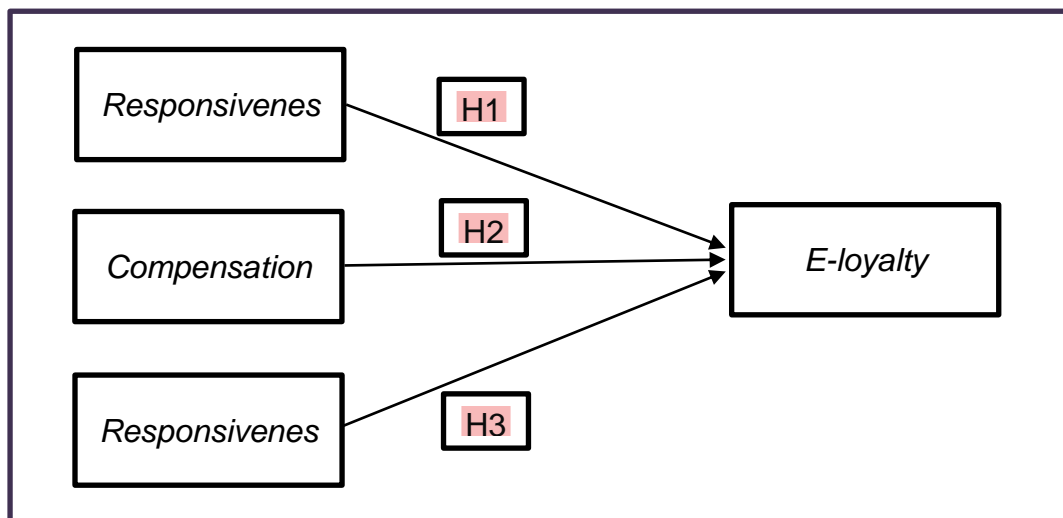 Responsivenes
H1
Compensation
H2
E-loyalty
Responsivenes
H3